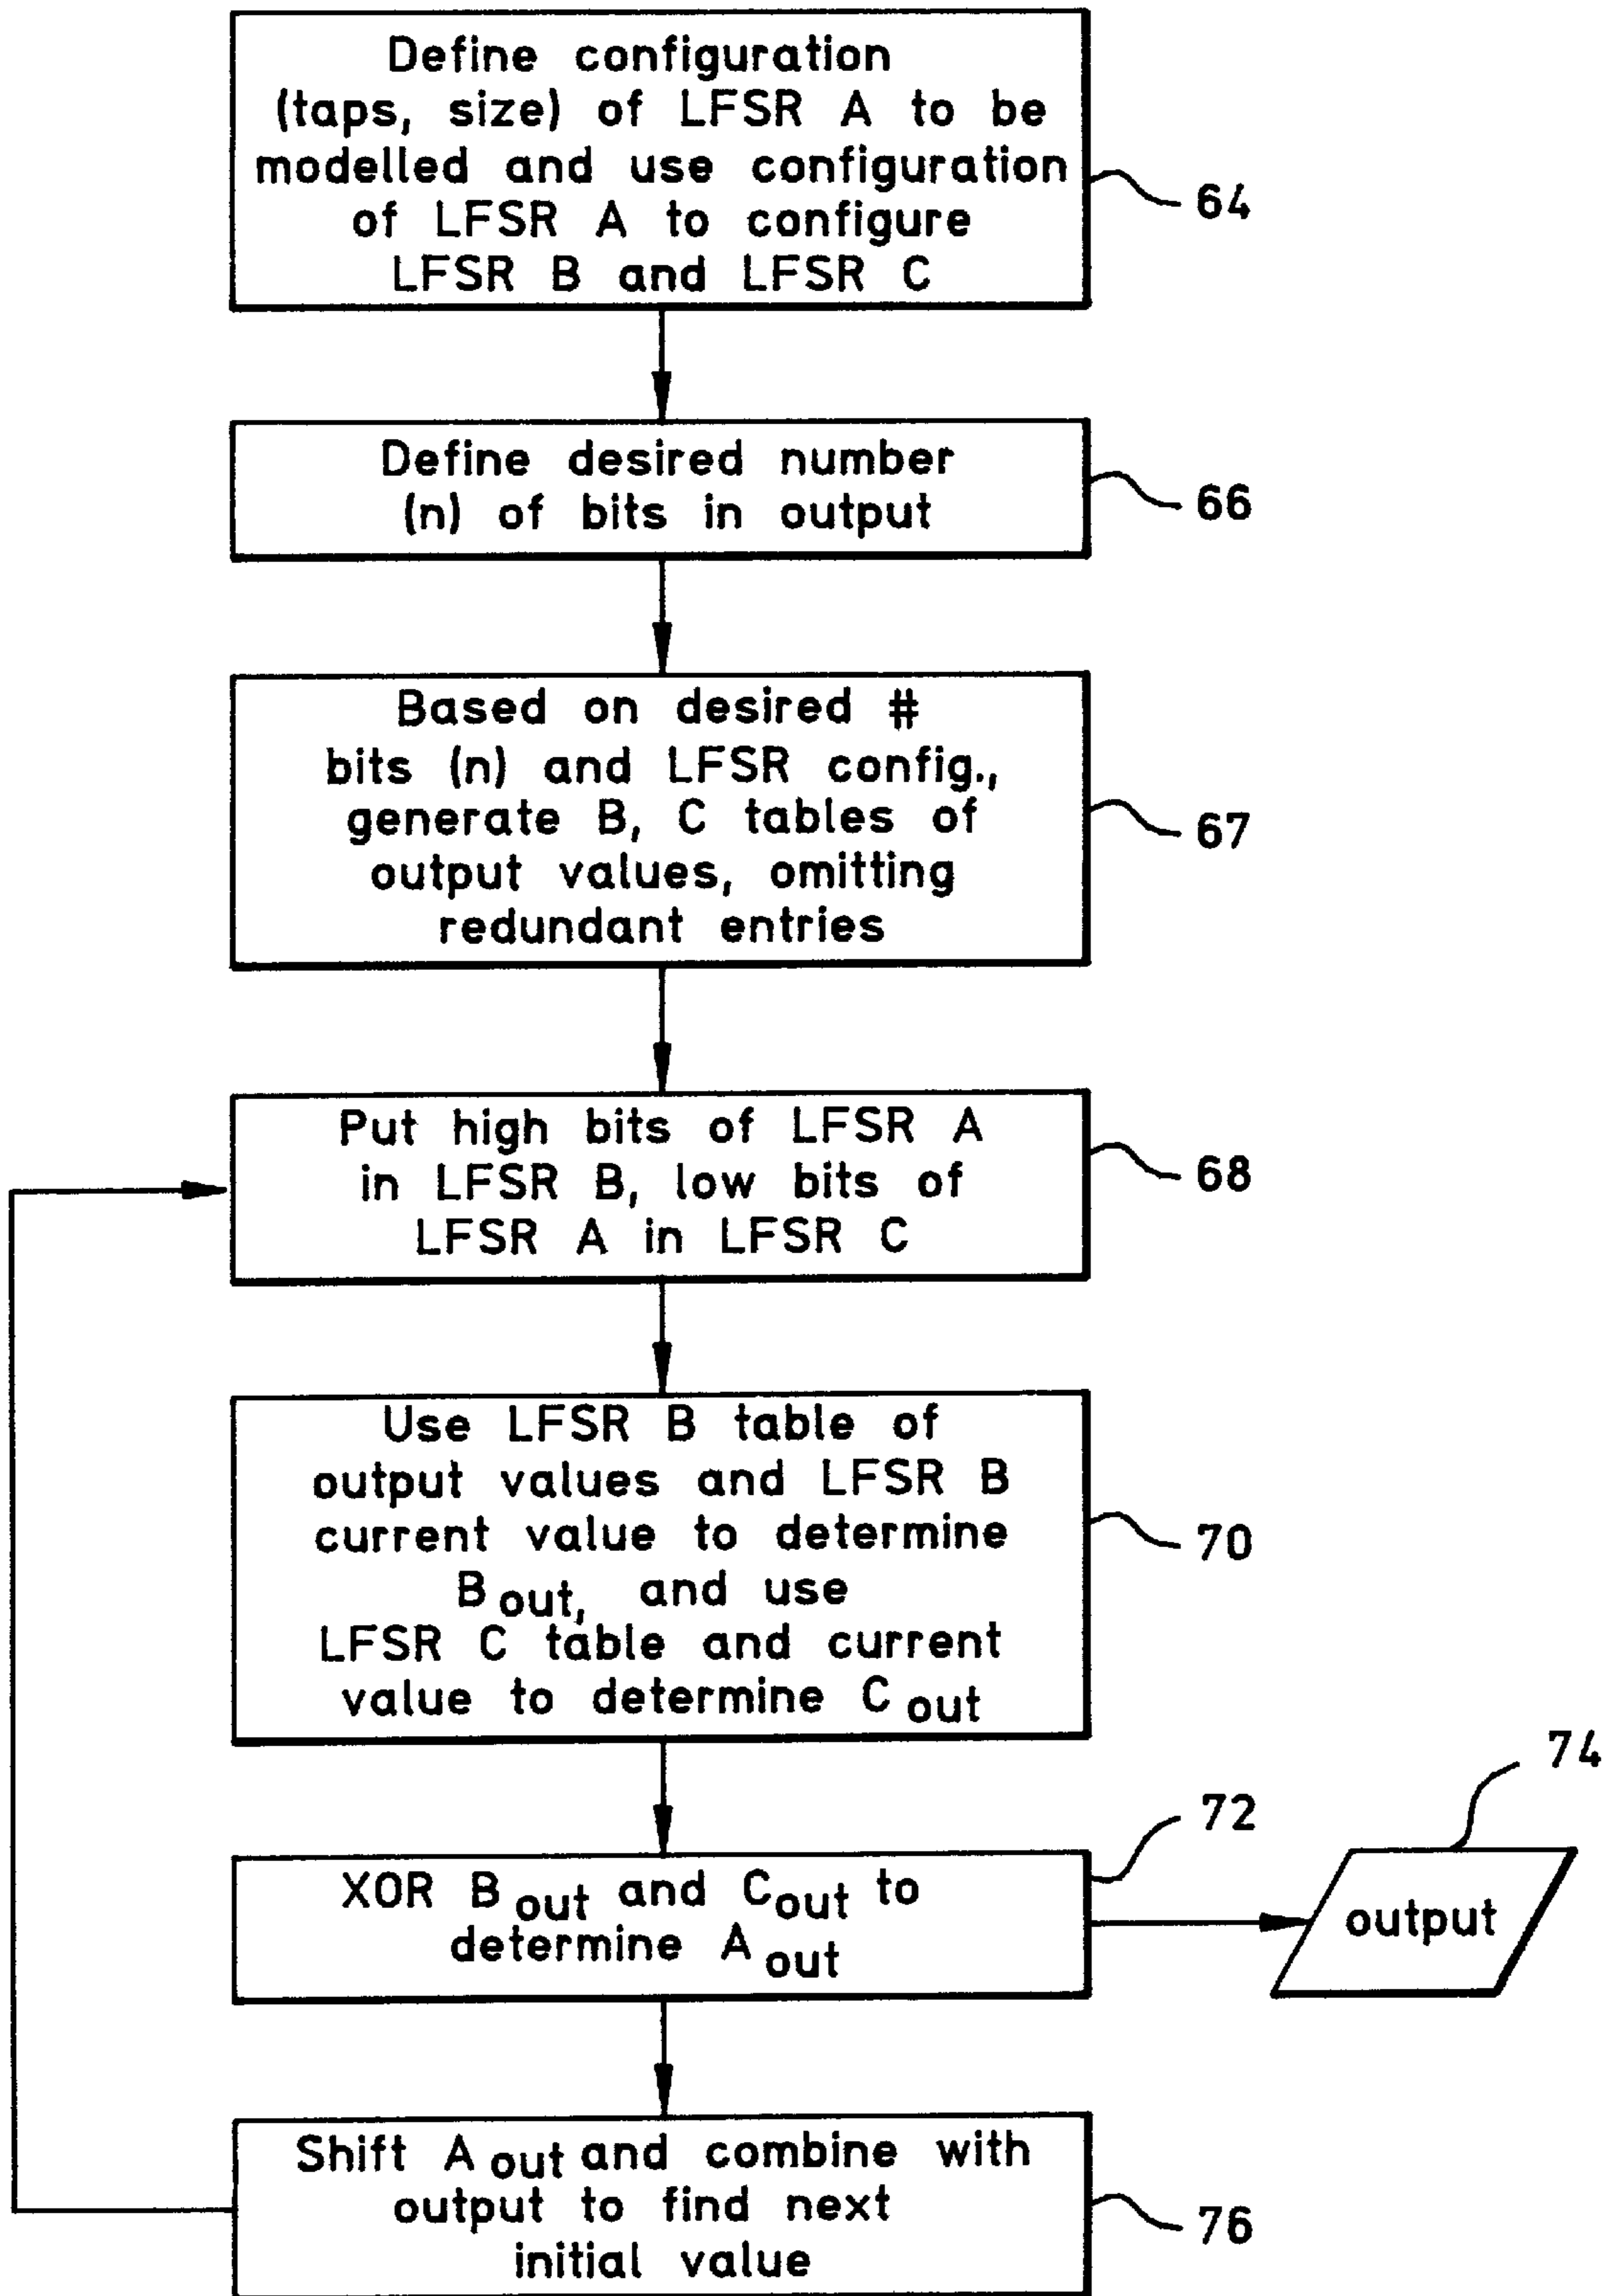 Define configuration
(taps, size) of LFSR A to be
modelled and use configuration
of LFSR A to configure
LFSR B and LFSR C
64
Define desired number
(n) of bits in output
66
Based on desired #
bits (n) and LFSR config.,
generate B, C tables of
output values, omitting
redundant entries
67
Put high bits of LFSR A
in LFSR B, low bits of
LFSR A in LFSR C
68
Use LFSR B table of
output values and LFSR B
current value to determine
B out, and use
LFSR C table and current
value to determine C out
70
XOR B out and C out to
determine A out
72
output
74
Shift A out and combine with
output to find next
initial value
76